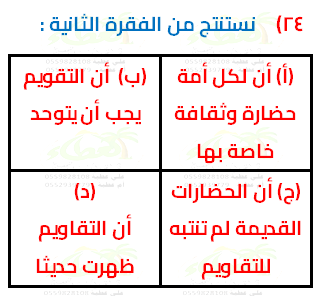 ٢٤) نستنتج من الفقرة الثانية :
(أ) أن لكل أمة
حضارة وثقافة
خاصة بها
(ب) أن التقويم
يجب أن يتوحد
(ج) أن الحضارات
القديمة لم تنتبه
للتقاويم
(د)
أن التقاويم
ظهرت حديثا